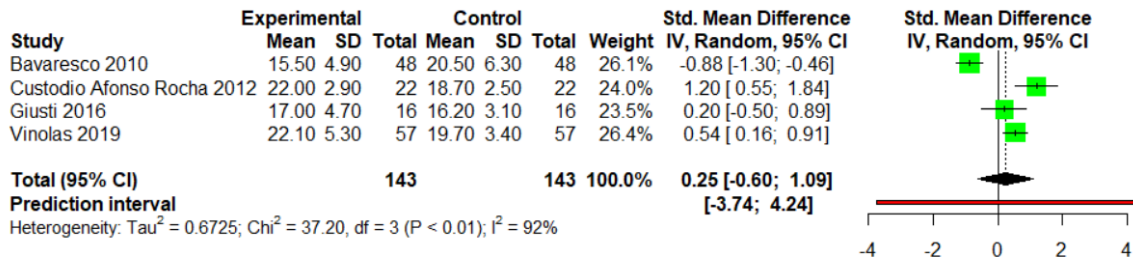 Experimental Control Std. Mean Difference Std. Mean Difference
Study Mean SD Total Mean SD Total Weight IV, Random, 95% CI IV, Random, 95% CI
Bavaresco 2010 15.50 4.90 48 20.50 6.30 48 26.1% -0.88 [-1.30; -0.46]
Custodio Afonso Rocha 2012 22.00 2.90 22 18.70 2.50 22 24.0% 1.20 [ 0.55; 1.84]
Giusti 2016 17.00 4.70 16 16.20 3.10 16 23.5% 0.20 [-0.50; 0.89]
Vinolas 2019 22.10 5.30 57 19.70 3.40 57 26.4% 0.54 [ 0.16; 0.91]
Total (95% CI) 143 143 100.0% 0.25 [-0.60; 1.09]
Prediction interval [-3.74; 4.24]
Heterogeneity: Tau² = 0.6725; Chi² = 37.20, df = 3 (P < 0.01); I² = 92%
-4 -2 0 2 4